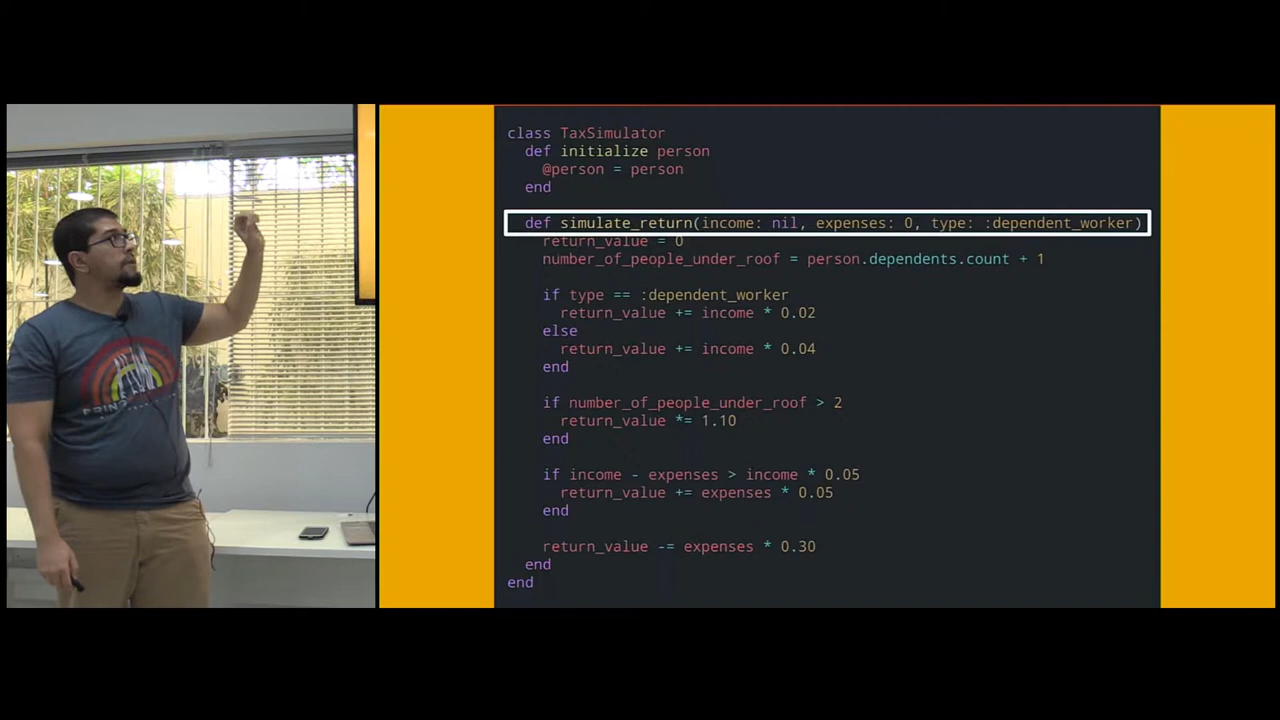 class TaxSimulator
def initialize person
@person = person
end
def simulate_return(income: nil, expenses: 0, type: :dependent_worker)
return_value = 0
number_of_people_under_roof = person.dependents.count + 1
if type == :dependent_worker
return_value += income * 0.02
else
return_value += income * 0.04
end
if number_of_people_under_roof > 2
return_value *= 1.10
end
if income - expenses > income * 0.05
return_value += expenses * 0.05
end
return_value -= expenses * 0.30
end
end